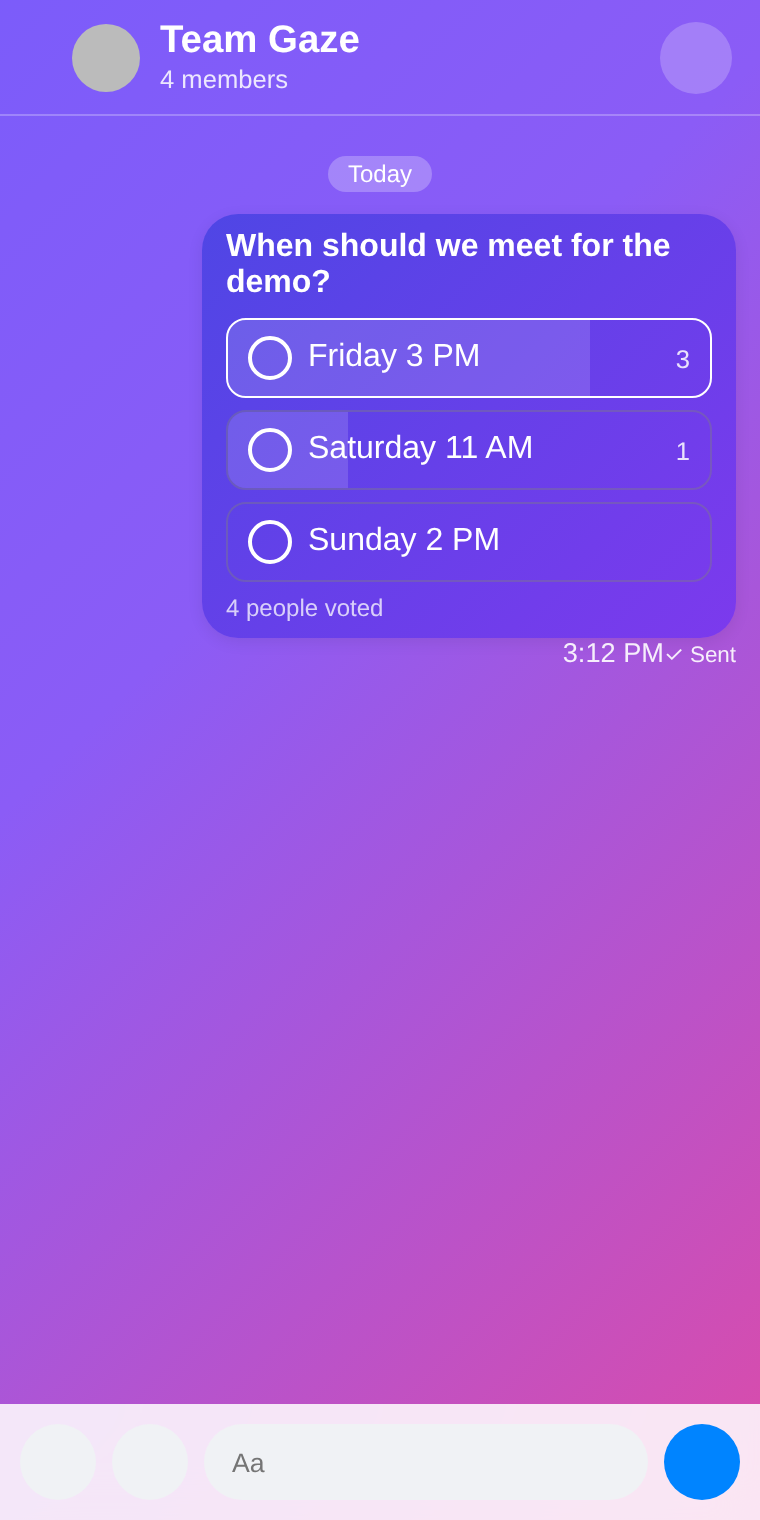 Team Gaze
4 members
Today
When should we meet for the
demo?
Friday 3 PM
3
Saturday 11 AM
1
Sunday 2 PM
4 people voted
3:12 PM✓ Sent
Aa